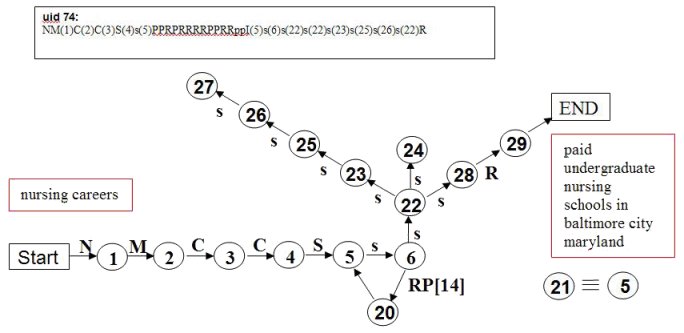 uid 74:
NM(1)C(2)C(3)S(4)s(5)PPRPRRRRPPRRppI(5)s(6)s(22)s(22)s(23)s(25)s(26)s(22)R
27
26
END
s
29
s
25
24
paid
undergraduate
nursing
schools in
baltimore city
maryland
s
23
s
28
R
nursing careers
s
22
s
s
Start
N
1
M
2
C
3
C
4
S
5
s
6
RP[14]
20
21 ≡ 5